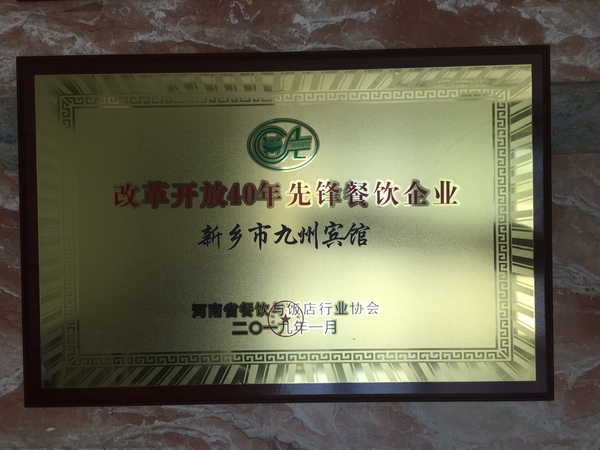 改革开放40年先锋餐饮企业
新乡市九州宾馆
河南省餐饮与饭店行业协会
二〇一九年一月